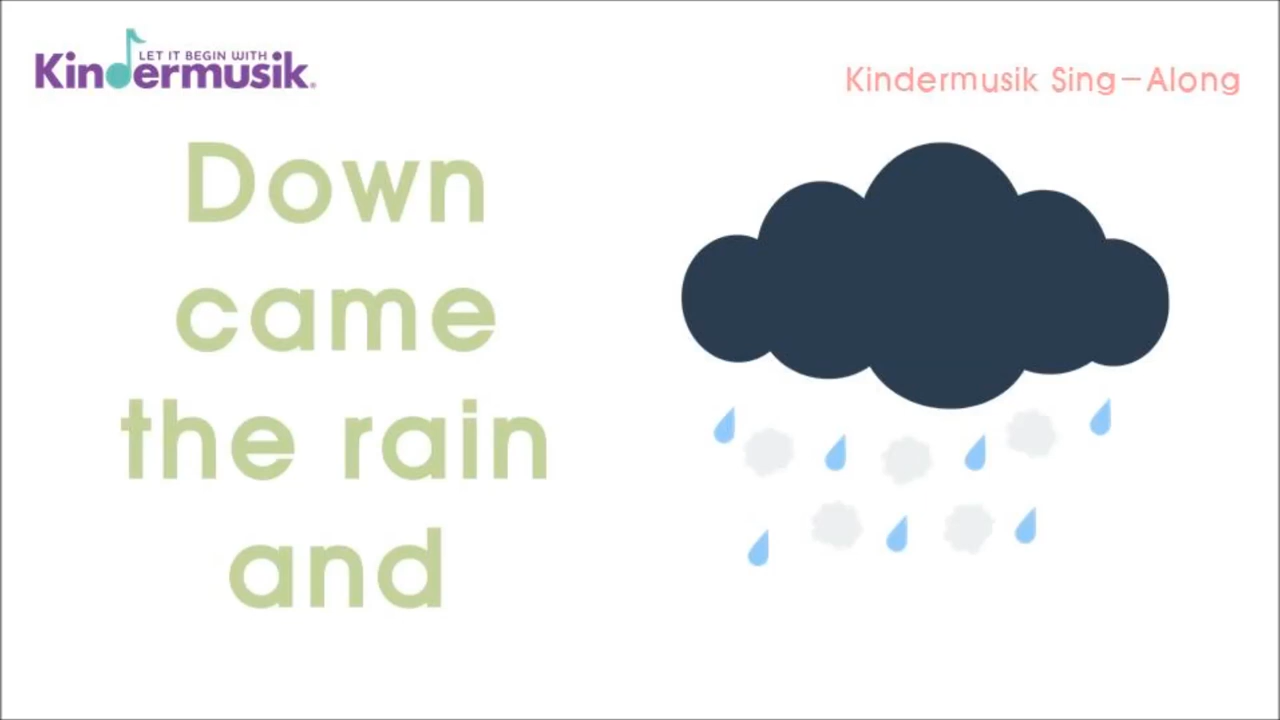 LET IT BEGIN WITH
Kindermusik®
Kindermusik Sing-Along
Down
came
the rain
and